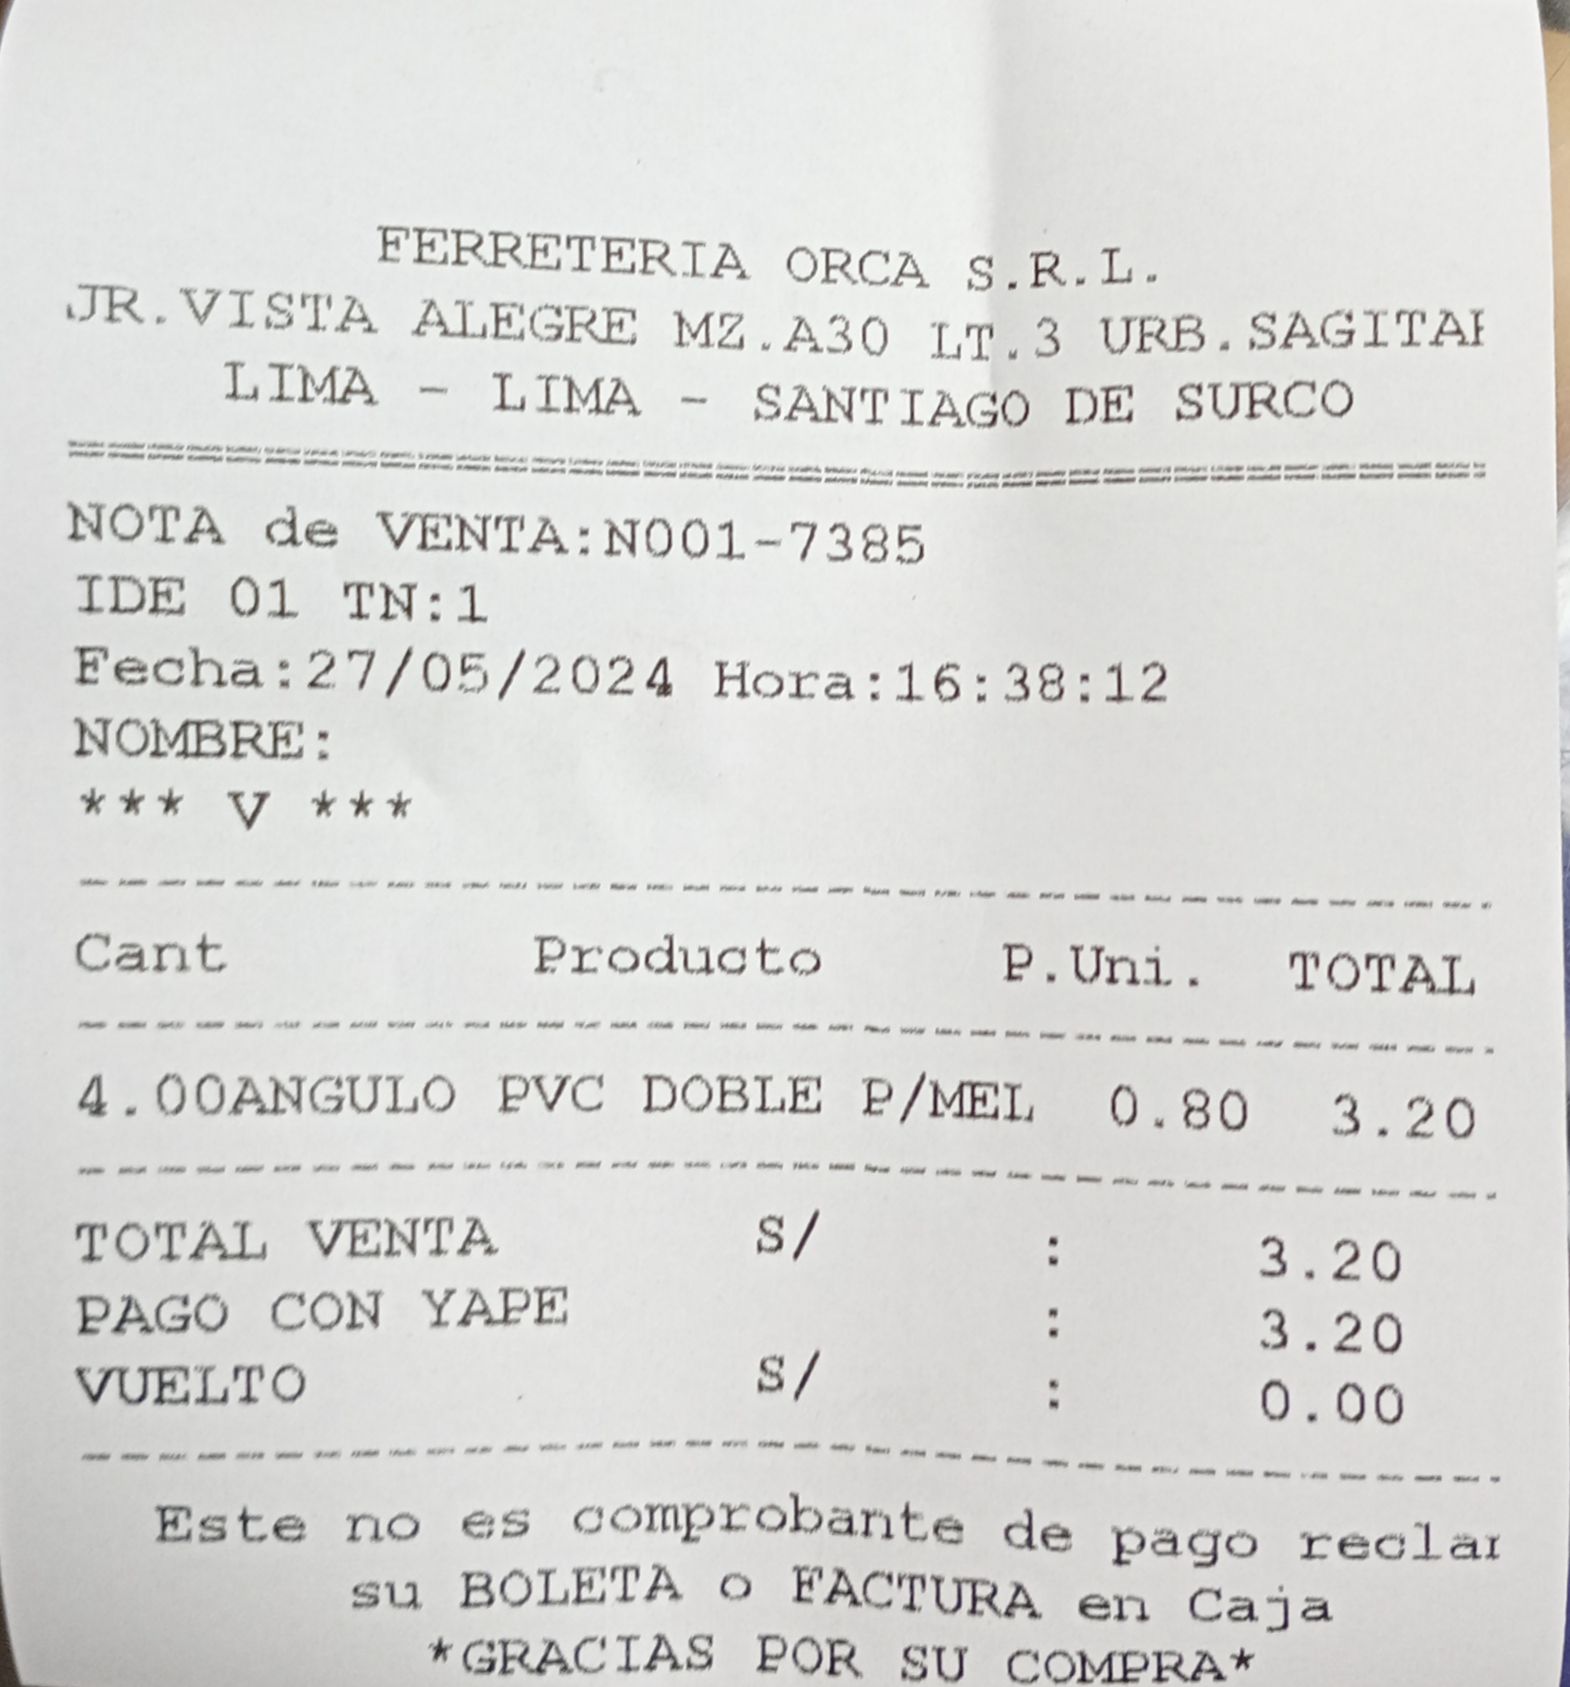 FERRETERIA ORCA S.R.L.
JR.VISTA ALEGRE MZ.A30 LT.3 URB.SAGITAR
LIMA - LIMA - SANTIAGO DE SURCO
NOTA de VENTA:N001-7385
IDE 01 TN:1
Fecha:27/05/2024 Hora:16:38:12
NOMBRE:
*** V ***
Cant Producto P.Uni. TOTAL
4.00ANGULO PVC DOBLE P/MEL 0.80 3.20
TOTAL VENTA S/ : 3.20
PAGO CON YAPE : 3.20
VUELTO S/ : 0.00
Este no es comprobante de pago reclam
su BOLETA o FACTURA en Caja
*GRACIAS POR SU COMPRA*